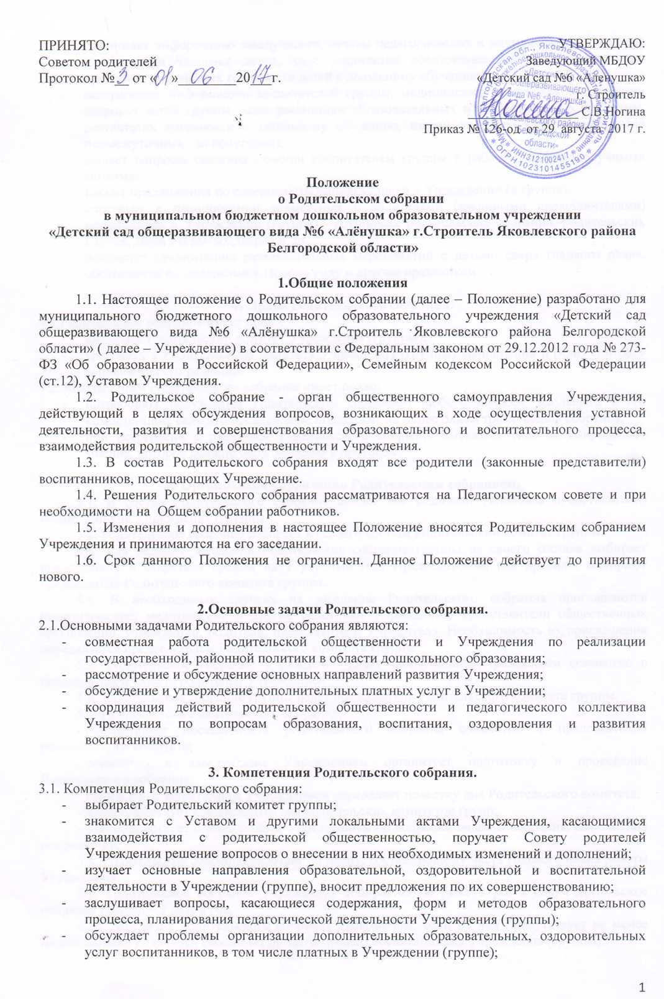 ПРИНЯТО:
Советом родителей
Протокол № 3 от «01» 06 2017г.
УТВЕРЖДАЮ:
Заведующий МБДОУ
«Детский сад №6 «Аленушка»
г. Строитель
С.В.Ногина
Приказ № 126-од от 29 августа 2017 г.
Положение
о Родительском собрании
в муниципальном бюджетном дошкольном образовательном учреждении
«Детский сад общеразвивающего вида №6 «Алёнушка» г.Строитель Яковлевского района
Белгородской области»
1.Общие положения
1.1. Настоящее положение о Родительском собрании (далее – Положение) разработано для
муниципального бюджетного дошкольного образовательного учреждения «Детский сад
общеразвивающего вида №6 «Алёнушка» г.Строитель Яковлевского района Белгородской
области» ( далее – Учреждение) в соответствии с Федеральным законом от 29.12.2012 года № 273-
ФЗ «Об образовании в Российской Федерации», Семейным кодексом Российской Федерации
(ст.12), Уставом Учреждения.
1.2. Родительское собрание - орган общественного самоуправления Учреждения,
действующий в целях обсуждения вопросов, возникающих в ходе осуществления уставной
деятельности, развития и совершенствования образовательного и воспитательного процесса,
взаимодействия родительской общественности и Учреждения.
1.3. В состав Родительского собрания входят все родители (законные представители)
воспитанников, посещающих Учреждение.
1.4. Решения Родительского собрания рассматриваются на Педагогическом совете и при
необходимости на Общем собрании работников.
1.5. Изменения и дополнения в настоящее Положение вносятся Родительским собранием
Учреждения и принимаются на его заседании.
1.6. Срок данного Положения не ограничен. Данное Положение действует до принятия
нового.
2.Основные задачи Родительского собрания.
2.1.Основными задачами Родительского собрания являются:
- совместная работа родительской общественности и Учреждения по реализации
государственной, районной политики в области дошкольного образования;
- рассмотрение и обсуждение основных направлений развития Учреждения;
- обсуждение и утверждение дополнительных платных услуг в Учреждении;
- координация действий родительской общественности и педагогического коллектива
Учреждения по вопросам образования, воспитания, оздоровления и развития
воспитанников.
3. Компетенция Родительского собрания.
3.1. Компетенция Родительского собрания:
- выбирает Родительский комитет группы;
- знакомится с Уставом и другими локальными актами Учреждения, касающимися
взаимодействия с родительской общественностью, поручает Совету родителей
Учреждения решение вопросов о внесении в них необходимых изменений и дополнений;
- изучает основные направления образовательной, оздоровительной и воспитательной
деятельности в Учреждении (группе), вносит предложения по их совершенствованию;
- заслушивает вопросы, касающиеся содержания, форм и методов образовательного
процесса, планирования педагогической деятельности Учреждения (группы);
- обсуждает проблемы организации дополнительных образовательных, оздоровительных
услуг воспитанников, в том числе платных в Учреждении (группе);
1